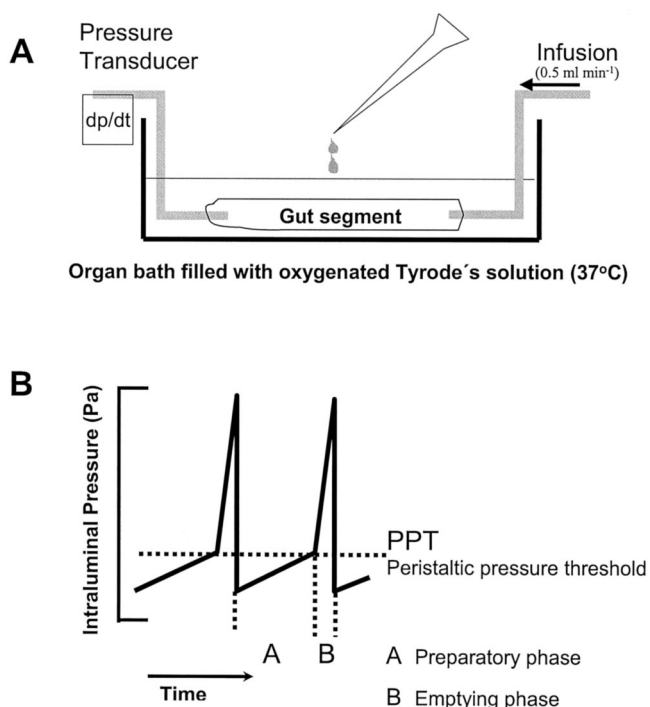 A
Pressure
Transducer
Infusion
(0.5 ml min⁻¹)
dp/dt
Gut segment
Organ bath filled with oxygenated Tyrode´s solution (37ºC)
B
Intraluminal Pressure (Pa)
PPT
Peristaltic pressure threshold
A B
A Preparatory phase
Time
B Emptying phase